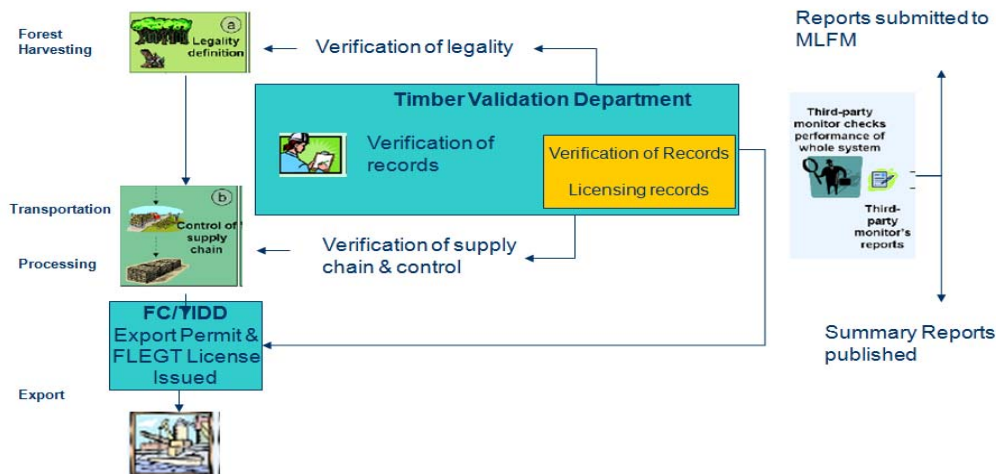 Forest
Harvesting
a
Legality
definition
Verification of legality
Reports submitted to
MLFM
Timber Validation Department
Verification of
records
Verification of Records
Licensing records
Third-party
monitor checks
performance of
whole system
Third-
party
monitor's
reports
Transportation
b
Control of
supply
chain
Processing
Verification of supply
chain & control
FC/TIDD
Export Permit &
FLEGT License
Issued
Summary Reports
published
Export